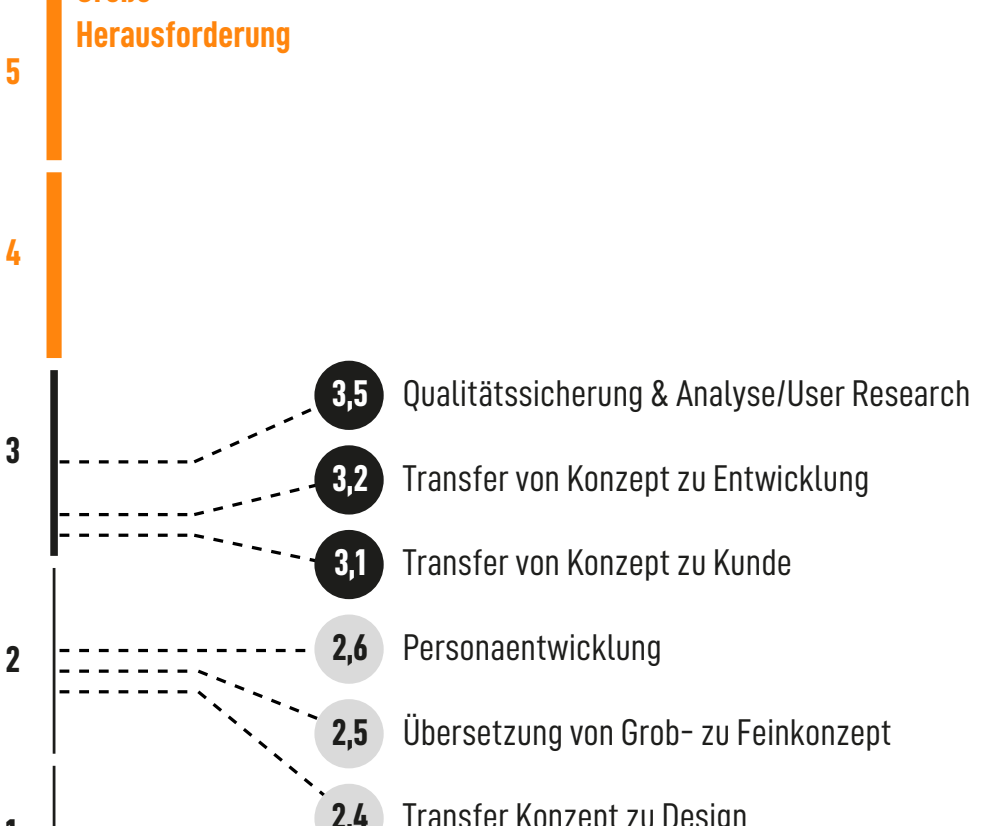 Große
Herausforderung
5
4
3,5 Qualitätssicherung & Analyse/User Research
3
3,2 Transfer von Konzept zu Entwicklung
3,1 Transfer von Konzept zu Kunde
2,6 Personaentwicklung
2
2,5 Übersetzung von Grob- zu Feinkonzept
2,4 Transfer Konzept zu Design
1